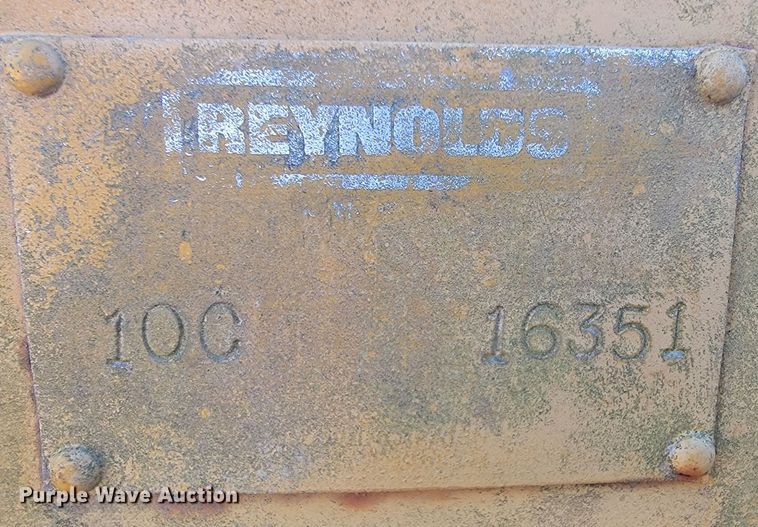 REYNOLDS
10C 16351
Purple Wave Auction